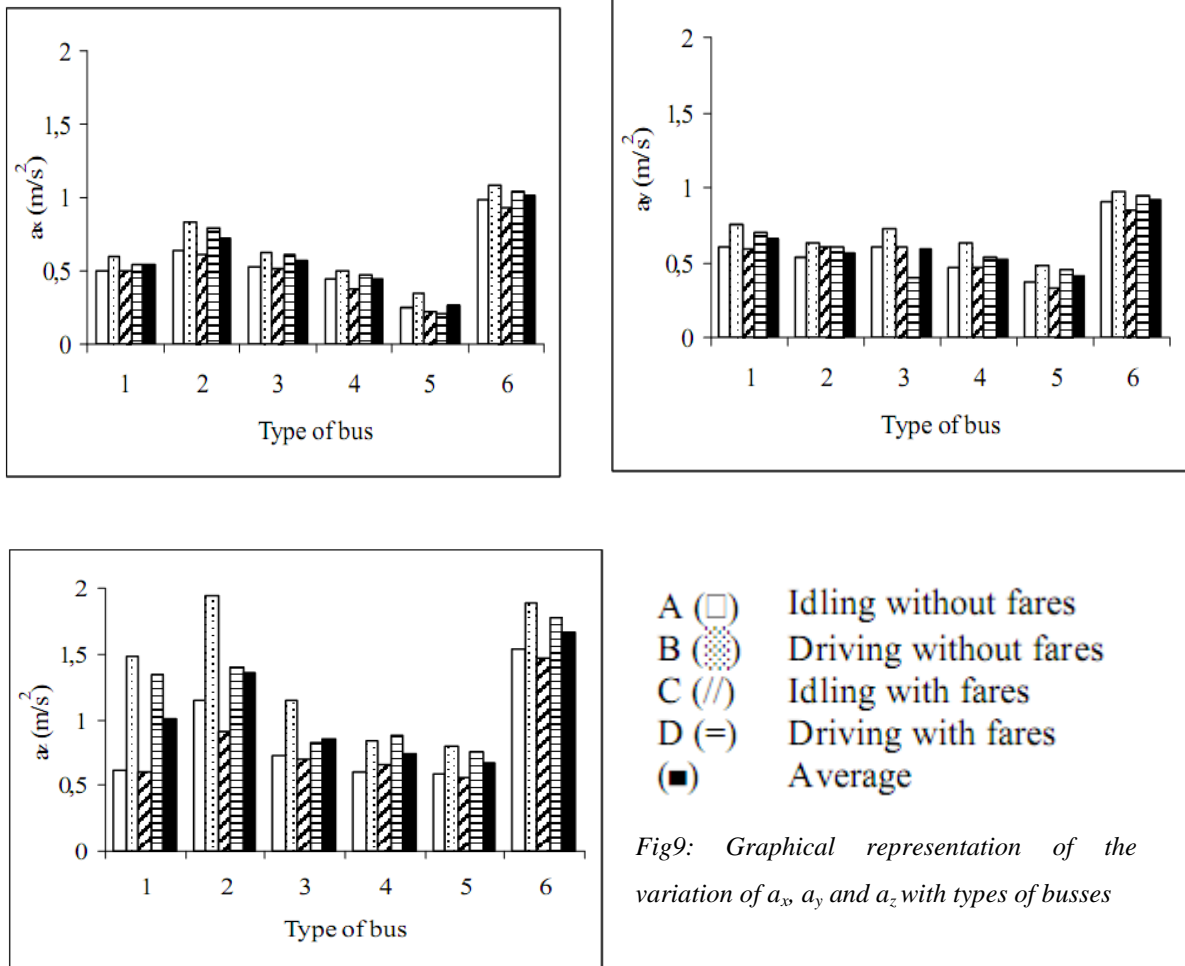 2
1,5
1
0,5
0
ax (m/s²)
1 2 3 4 5 6
Type of bus
2
1,5
1
0,5
0
ay (m/s²)
1 2 3 4 5 6
Type of bus
2
1,5
1
0,5
0
az (m/s²)
1 2 3 4 5 6
Type of bus
A (□) Idling without fares
B (░) Driving without fares
C (//) Idling with fares
D (=) Driving with fares
(■) Average
Fig9: Graphical representation of the
variation of ax, ay and az with types of busses